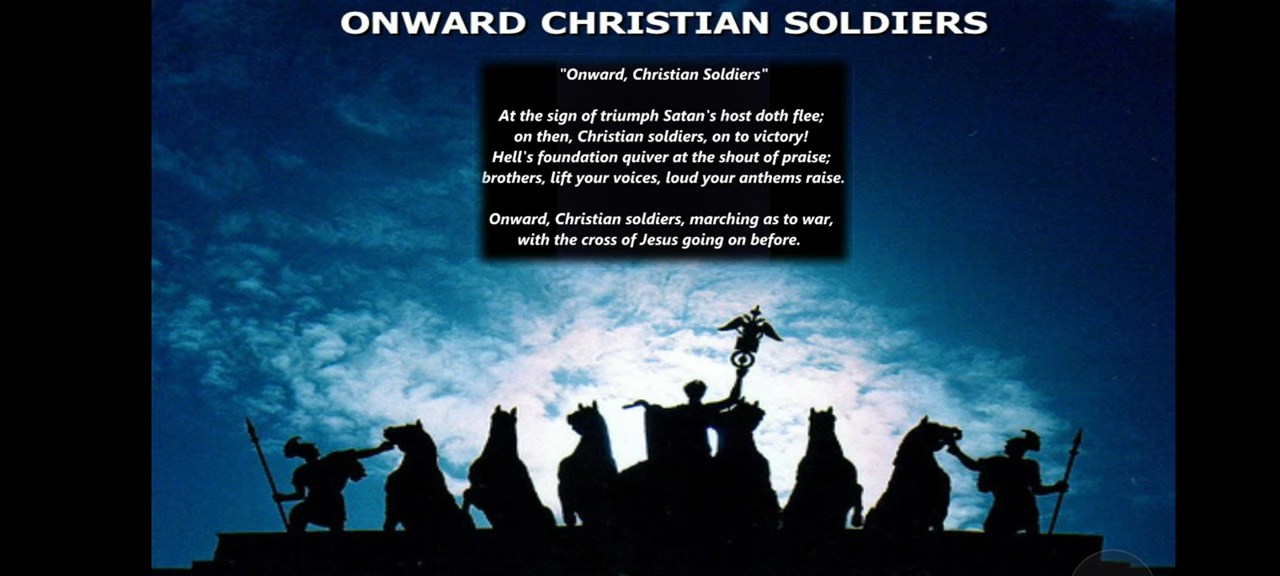 ONWARD CHRISTIAN SOLDIERS
"Onward, Christian Soldiers"
At the sign of triumph Satan's host doth flee;
on then, Christian soldiers, on to victory!
Hell's foundation quiver at the shout of praise;
brothers, lift your voices, loud your anthems raise.
Onward, Christian soldiers, marching as to war,
with the cross of Jesus going on before.